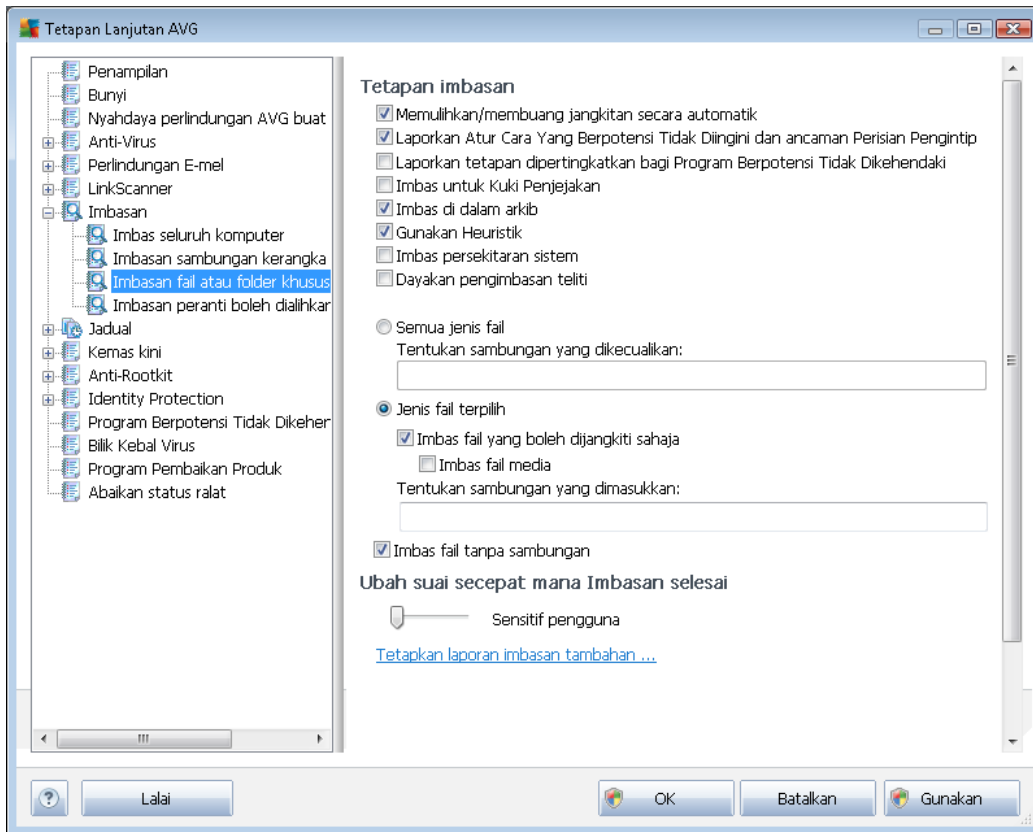 Tetapan Lanjutan AVG
Penampilan
Bunyi
Nyahdaya perlindungan AVG buat
Anti-Virus
Perlindungan E-mel
LinkScanner
Imbasan
Imbas seluruh komputer
Imbasan sambungan kerangka
Imbasan fail atau folder khusus
Imbasan peranti boleh dialihkan
Jadual
Kemas kini
Anti-Rootkit
Identity Protection
Program Berpotensi Tidak Dikeher
Bilik Kebal Virus
Program Pembaikan Produk
Abaikan status ralat
Tetapan imbasan
Memulihkan/membuang jangkitan secara automatik
Laporkan Atur Cara Yang Berpotensi Tidak Diingini dan ancaman Perisian Pengintip
Laporkan tetapan dipertingkatkan bagi Program Berpotensi Tidak Dikehendaki
Imbas untuk Kuki Penjejakan
Imbas di dalam arkib
Gunakan Heuristik
Imbas persekitaran sistem
Dayakan pengimbasan teliti
Semua jenis fail
Tentukan sambungan yang dikecualikan:
Jenis fail terpilih
Imbas fail yang boleh dijangkiti sahaja
Imbas fail media
Tentukan sambungan yang dimasukkan:
Imbas fail tanpa sambungan
Ubah suai secepat mana Imbasan selesai
Sensitif pengguna
Tetapkan laporan imbasan tambahan ...
? Lalai OK Batalkan Gunakan